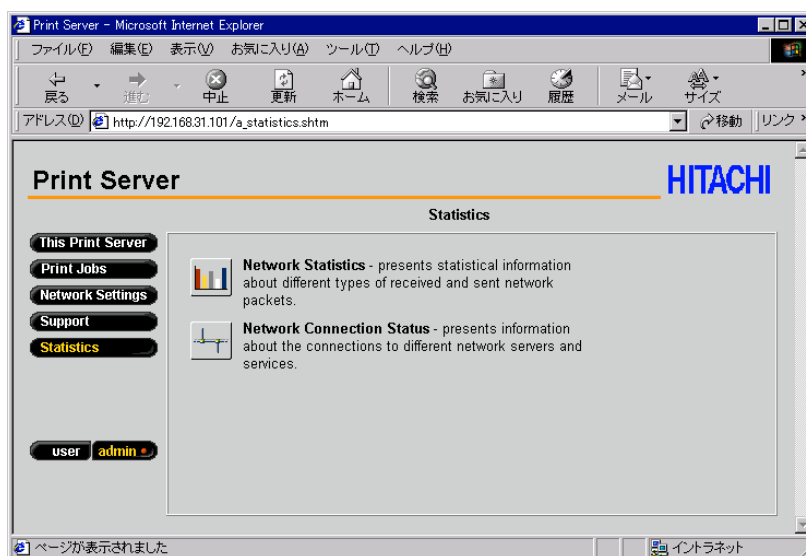 Print Server - Microsoft Internet Explorer
ファイル(F) 編集(E) 表示(V) お気に入り(A) ツール(T) ヘルプ(H)
戻る 進む 中止 更新 ホーム 検索 お気に入り 履歴 メール サイズ
アドレス(D) http://192.168.31.101/a_statistics.shtm 移動 リンク
Print Server
HITACHI
Statistics
This Print Server
Print Jobs
Network Settings
Support
Statistics
user admin
Network Statistics - presents statistical information
about different types of received and sent network
packets.
Network Connection Status - presents information
about the connections to different network servers and
services.
ページが表示されました イントラネット